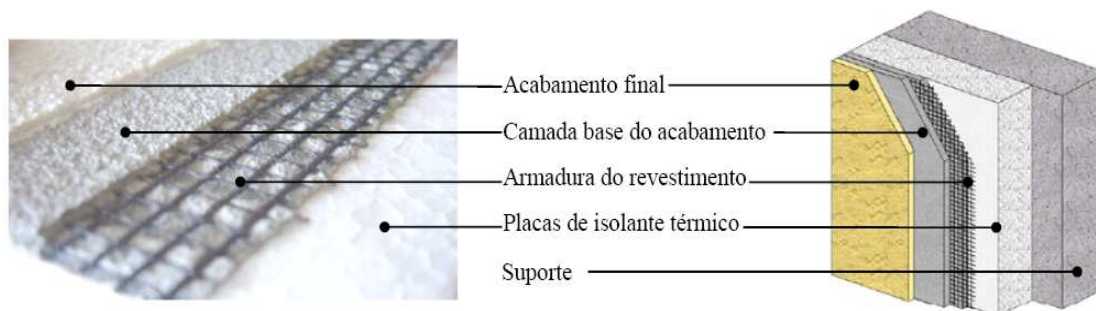 Acabamento final
Camada base do acabamento
Armadura do revestimento
Placas de isolante térmico
Suporte